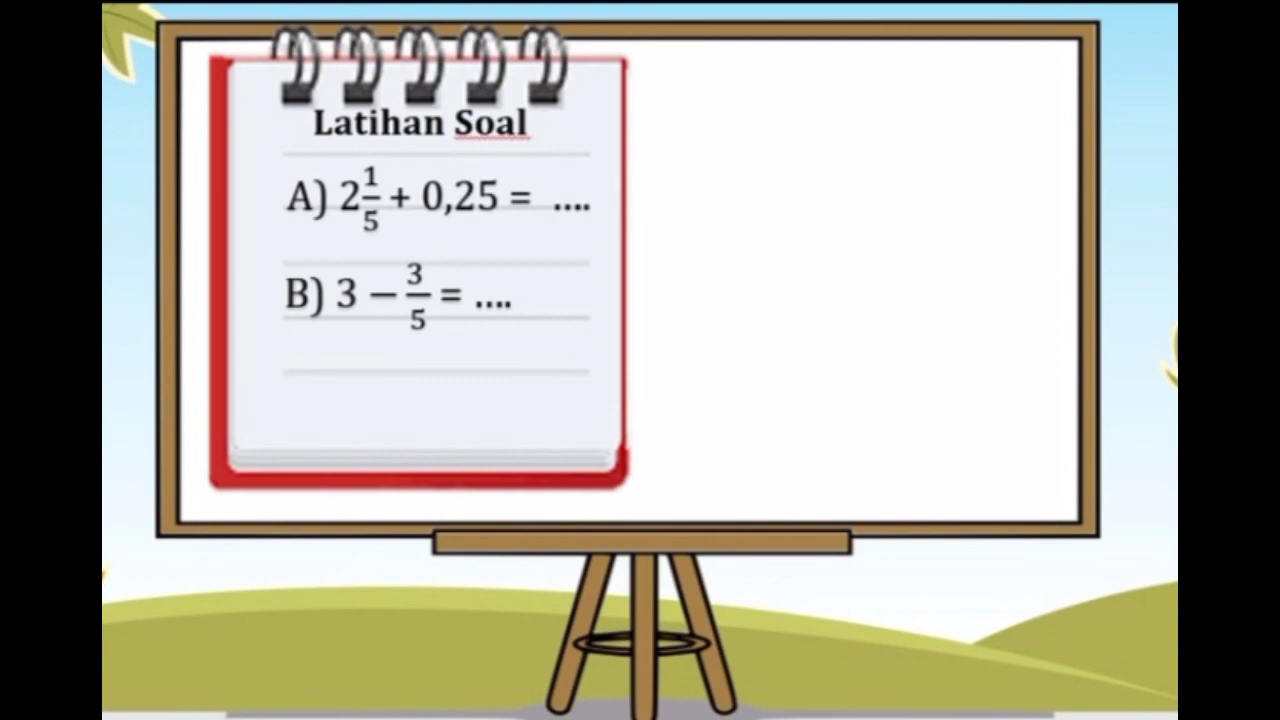 Latihan Soal
A) 2 1/5 + 0,25 = ....
B) 3 − 3/5 = ....